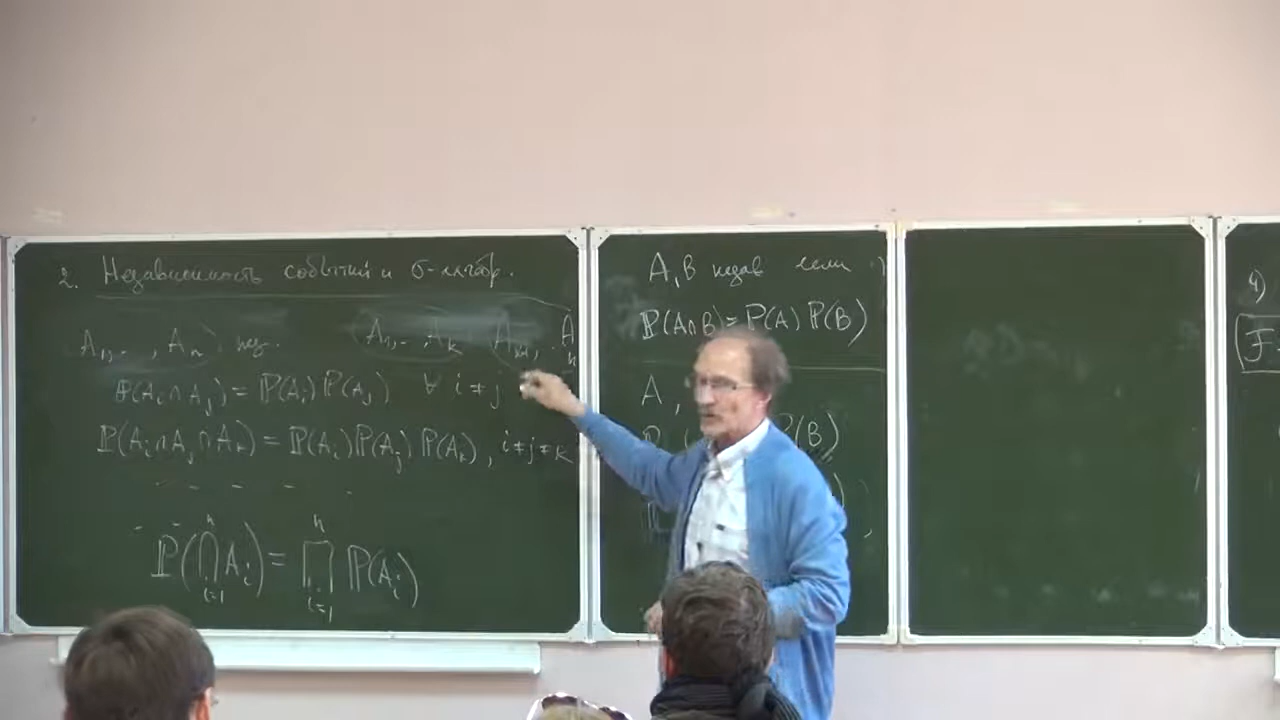 2. Независимость событий и σ-алгебр.
A₁,.. , Aₙ нез. A₁,.. Aₖ Aₖ₊₁, . Aₙ
P(Aᵢ∩Aⱼ) = P(Aᵢ)P(Aⱼ) ∀ i≠j
P(Aᵢ∩Aⱼ∩Aₖ) = P(Aᵢ)P(Aⱼ)P(Aₖ), i≠j≠k
P(⋂ᵢ₌₁ⁿ Aᵢ) = ∏ᵢ₌₁ⁿ P(Aᵢ)
A, B незав если
P(A∩B) = P(A) P(B)
A,
P(B)
4)
F